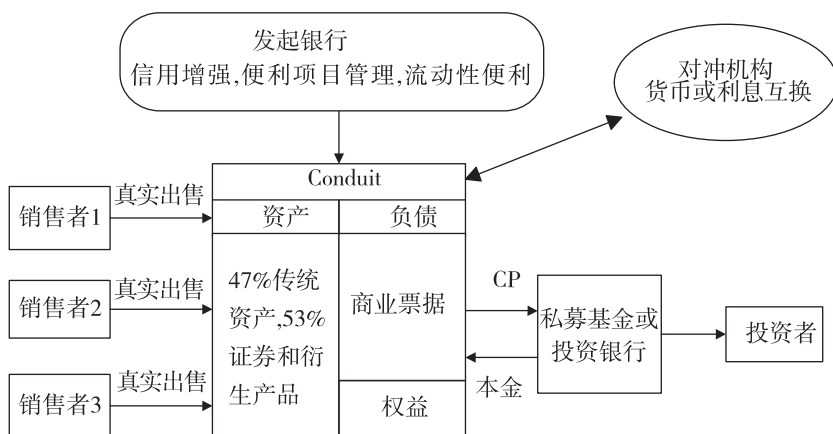 发起银行
信用增强,便利项目管理,流动性便利
对冲机构
货币或利息互换
Conduit
资产
负债
销售者1
真实出售
销售者2
真实出售
销售者3
真实出售
47%传统
资产,53%
证券和衍
生产品
商业票据
权益
CP
本金
私募基金或
投资银行
投资者